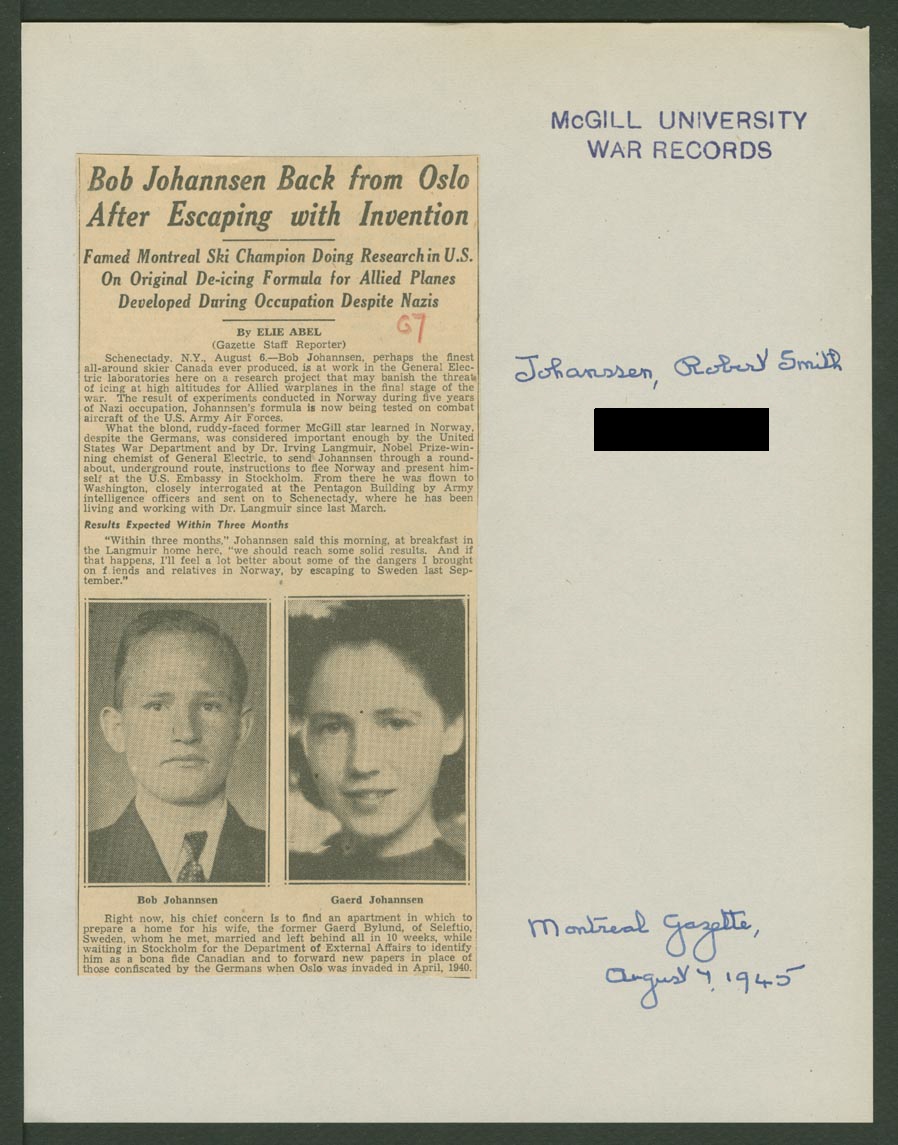 McGILL UNIVERSITY
WAR RECORDS
Bob Johannsen Back from Oslo
After Escaping with Invention
Famed Montreal Ski Champion Doing Research in U.S.
On Original De-icing Formula for Allied Planes
Developed During Occupation Despite Nazis
67
By ELIE ABEL
(Gazette Staff Reporter)
Schenectady, N.Y., August 6.—Bob Johannsen, perhaps the finest
all-around skier Canada ever produced, is at work in the General Elec-
tric laboratories here on a research project that may banish the threat
of icing at high altitudes for Allied warplanes in the final stage of the
war. The result of experiments conducted in Norway during five years
of Nazi occupation, Johannsen's formula is now being tested on combat
aircraft of the U.S. Army Air Forces.
What the blond, ruddy-faced former McGill star learned in Norway,
despite the Germans, was considered important enough by the United
States War Department and by Dr. Irving Langmuir, Nobel Prize-win-
ning chemist of General Electric, to send Johannsen through a round-
about, underground route, instructions to flee Norway and present him-
self at the U.S. Embassy in Stockholm. From there he was flown to
Washington, closely interrogated at the Pentagon Building by Army
intelligence officers and sent on to Schenectady, where he has been
living and working with Dr. Langmuir since last March.
Results Expected Within Three Months
"Within three months," Johannsen said this morning, at breakfast in
the Langmuir home here, "we should reach some solid results. And if
that happens, I'll feel a lot better about some of the dangers I brought
on f.iends and relatives in Norway, by escaping to Sweden last Sep-
tember."
Bob Johannsen
Gaerd Johannsen
Right now, his chief concern is to find an apartment in which to
prepare a home for his wife, the former Gaerd Bylund, of Seleftio,
Sweden, whom he met, married and left behind all in 10 weeks, while
waiting in Stockholm for the Department of External Affairs to identify
him as a bona fide Canadian and to forward new papers in place of
those confiscated by the Germans when Oslo was invaded in April, 1940.
Johanssen, Robert Smith
Montreal Gazette,
August 7, 1945